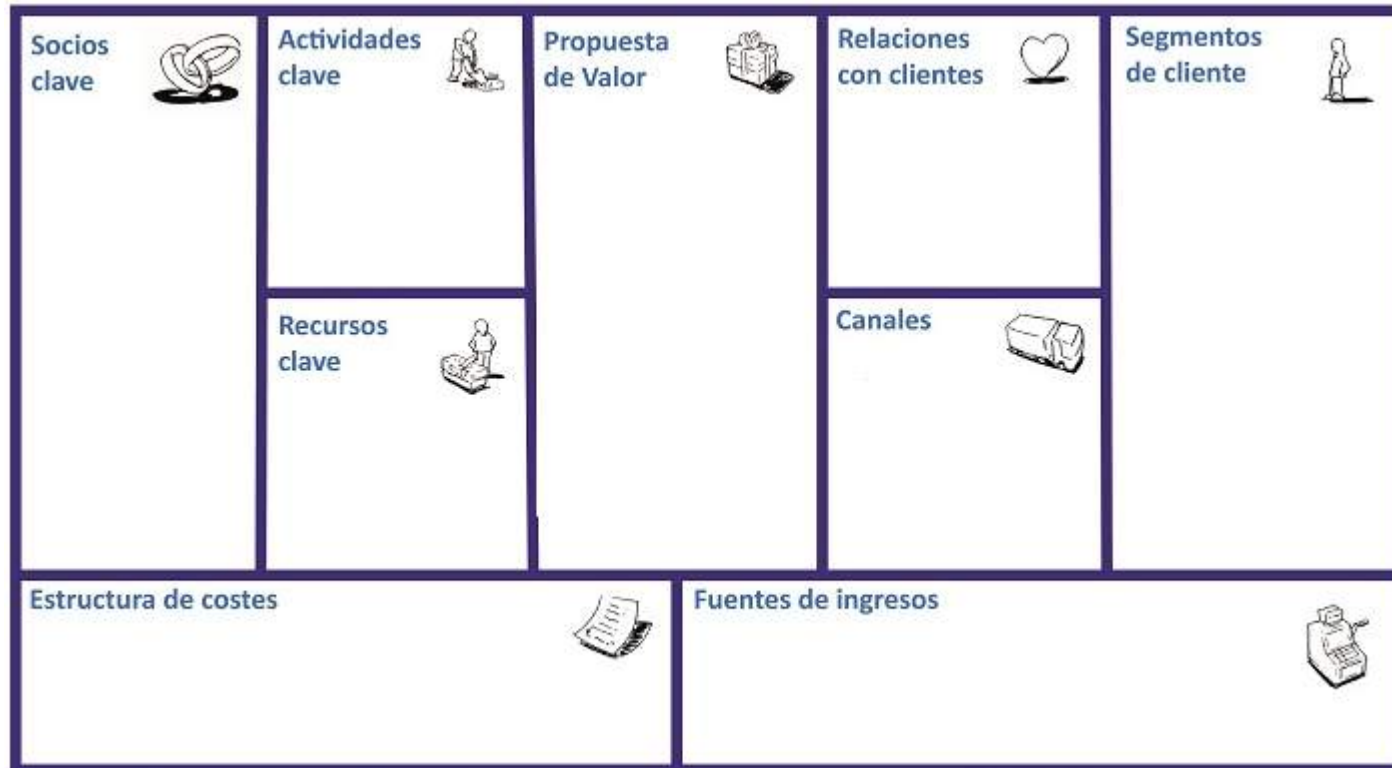 Socios
clave
Actividades
clave
Propuesta
de Valor
Relaciones
con clientes
Segmentos
de cliente
Recursos
clave
Canales
Estructura de costes
Fuentes de ingresos